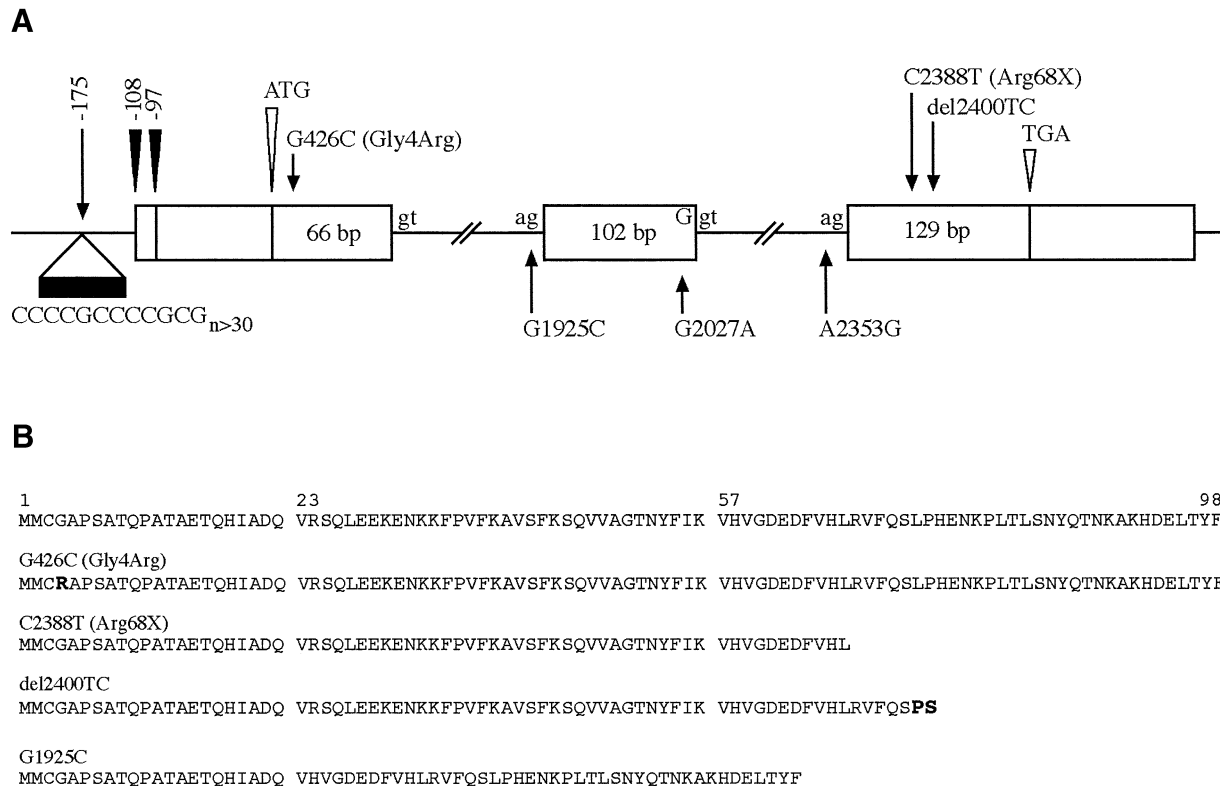 A
-175
-108
-97
ATG
G426C (Gly4Arg)
C2388T (Arg68X)
del2400TC
TGA
66 bp
gt
ag
102 bp
G
gt
ag
129 bp
CCCCGCCCCGCG n>30
G1925C
G2027A
A2353G
B
1 23 57 98
MMCGAPSATQPATAETQHIADQ VRSQLEEKENKKFPVFKAVSFKSQVVAGTNYFIK VHVGDEDFVHLRVFQSLPHENKPLTLSNYQTNKAKHDELTYF
G426C (Gly4Arg)
MMCRAPSATQPATAETQHIADQ VRSQLEEKENKKFPVFKAVSFKSQVVAGTNYFIK VHVGDEDFVHLRVFQSLPHENKPLTLSNYQTNKAKHDELTYF
C2388T (Arg68X)
MMCGAPSATQPATAETQHIADQ VRSQLEEKENKKFPVFKAVSFKSQVVAGTNYFIK VHVGDEDFVHL
del2400TC
MMCGAPSATQPATAETQHIADQ VRSQLEEKENKKFPVFKAVSFKSQVVAGTNYFIK VHVGDEDFVHLRVFQSPS
G1925C
MMCGAPSATQPATAETQHIADQ VHVGDEDFVHLRVFQSLPHENKPLTLSNYQTNKAKHDELTYF